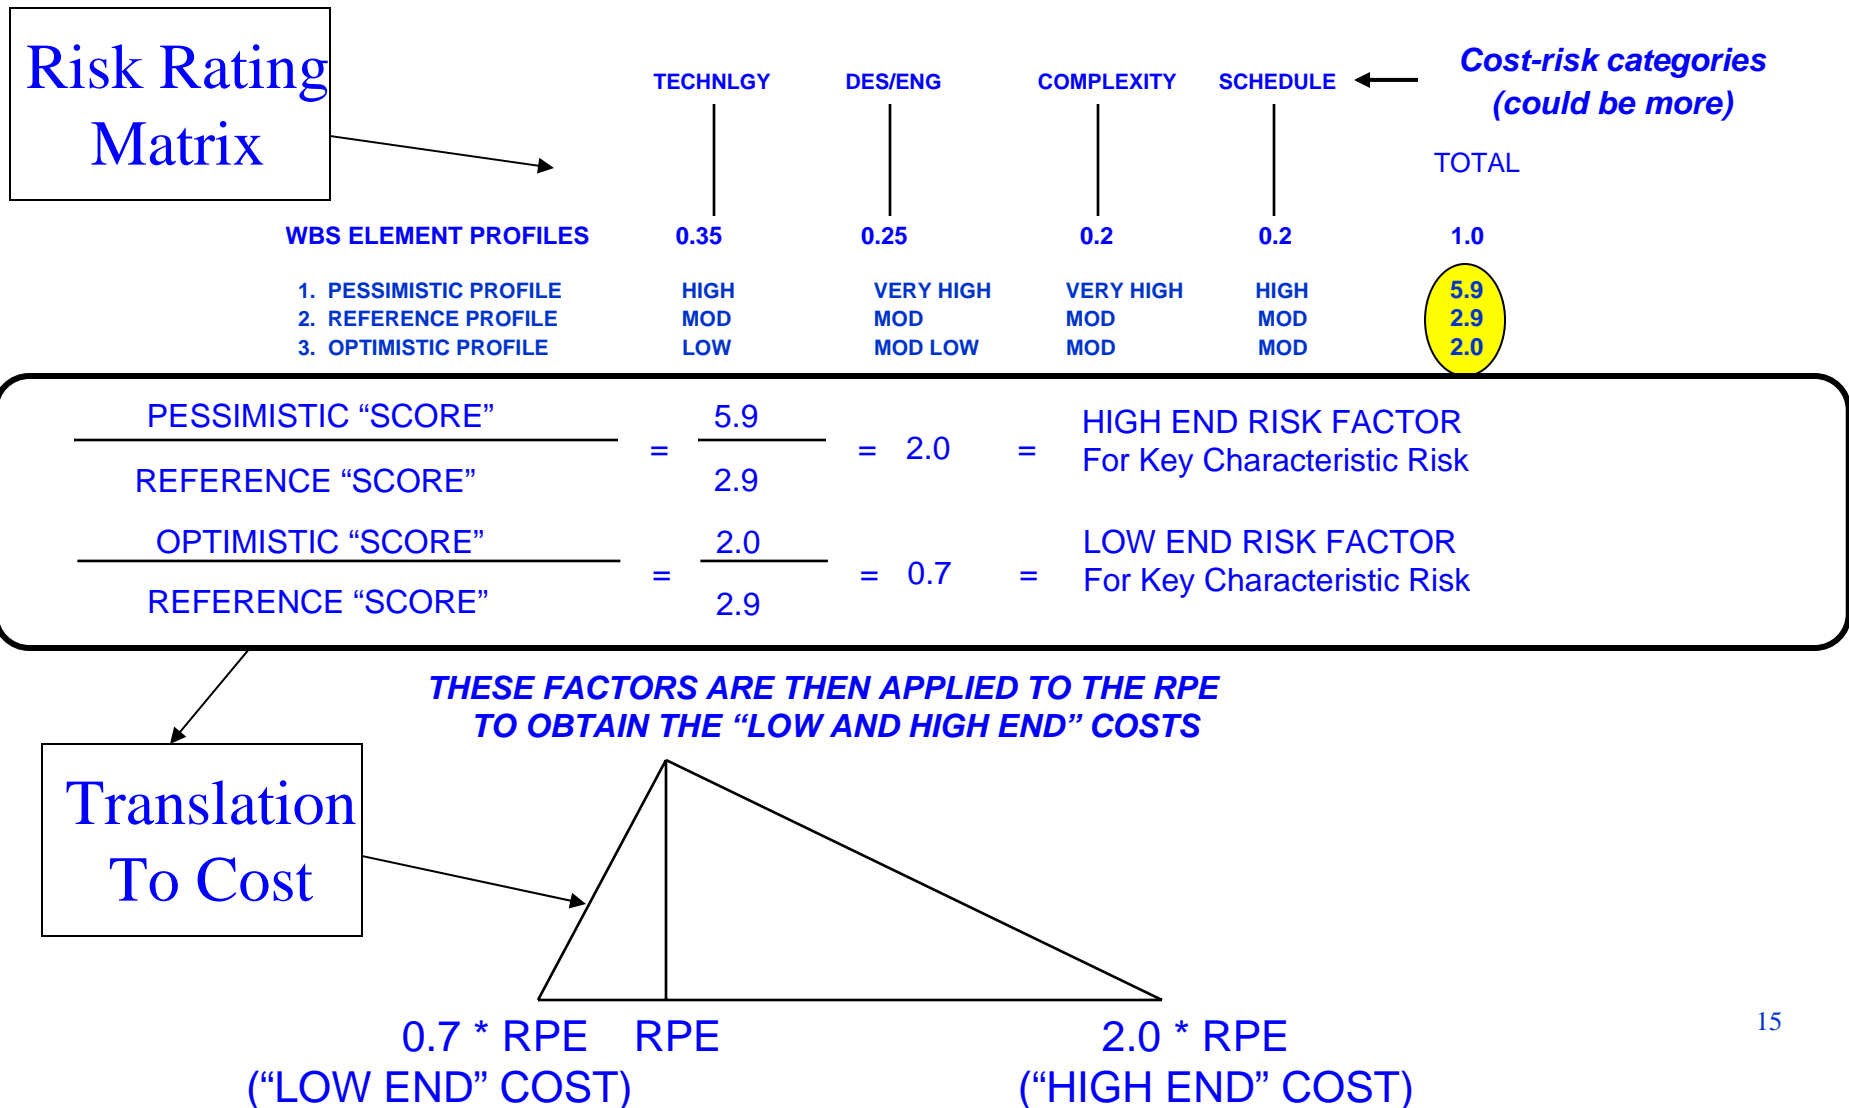 Risk Rating
Matrix
TECHNLGY DES/ENG COMPLEXITY SCHEDULE
Cost-risk categories
(could be more)
TOTAL
WBS ELEMENT PROFILES 0.35 0.25 0.2 0.2 1.0
1. PESSIMISTIC PROFILE HIGH VERY HIGH VERY HIGH HIGH 5.9
2. REFERENCE PROFILE MOD MOD MOD MOD 2.9
3. OPTIMISTIC PROFILE LOW MOD LOW MOD MOD 2.0
PESSIMISTIC “SCORE”
REFERENCE “SCORE”
=
5.9
2.9
= 2.0 =
HIGH END RISK FACTOR
For Key Characteristic Risk
OPTIMISTIC “SCORE”
REFERENCE “SCORE”
=
2.0
2.9
= 0.7 =
LOW END RISK FACTOR
For Key Characteristic Risk
THESE FACTORS ARE THEN APPLIED TO THE RPE
TO OBTAIN THE “LOW AND HIGH END” COSTS
Translation
To Cost
0.7 * RPE RPE 2.0 * RPE
(“LOW END” COST) (“HIGH END” COST)
15